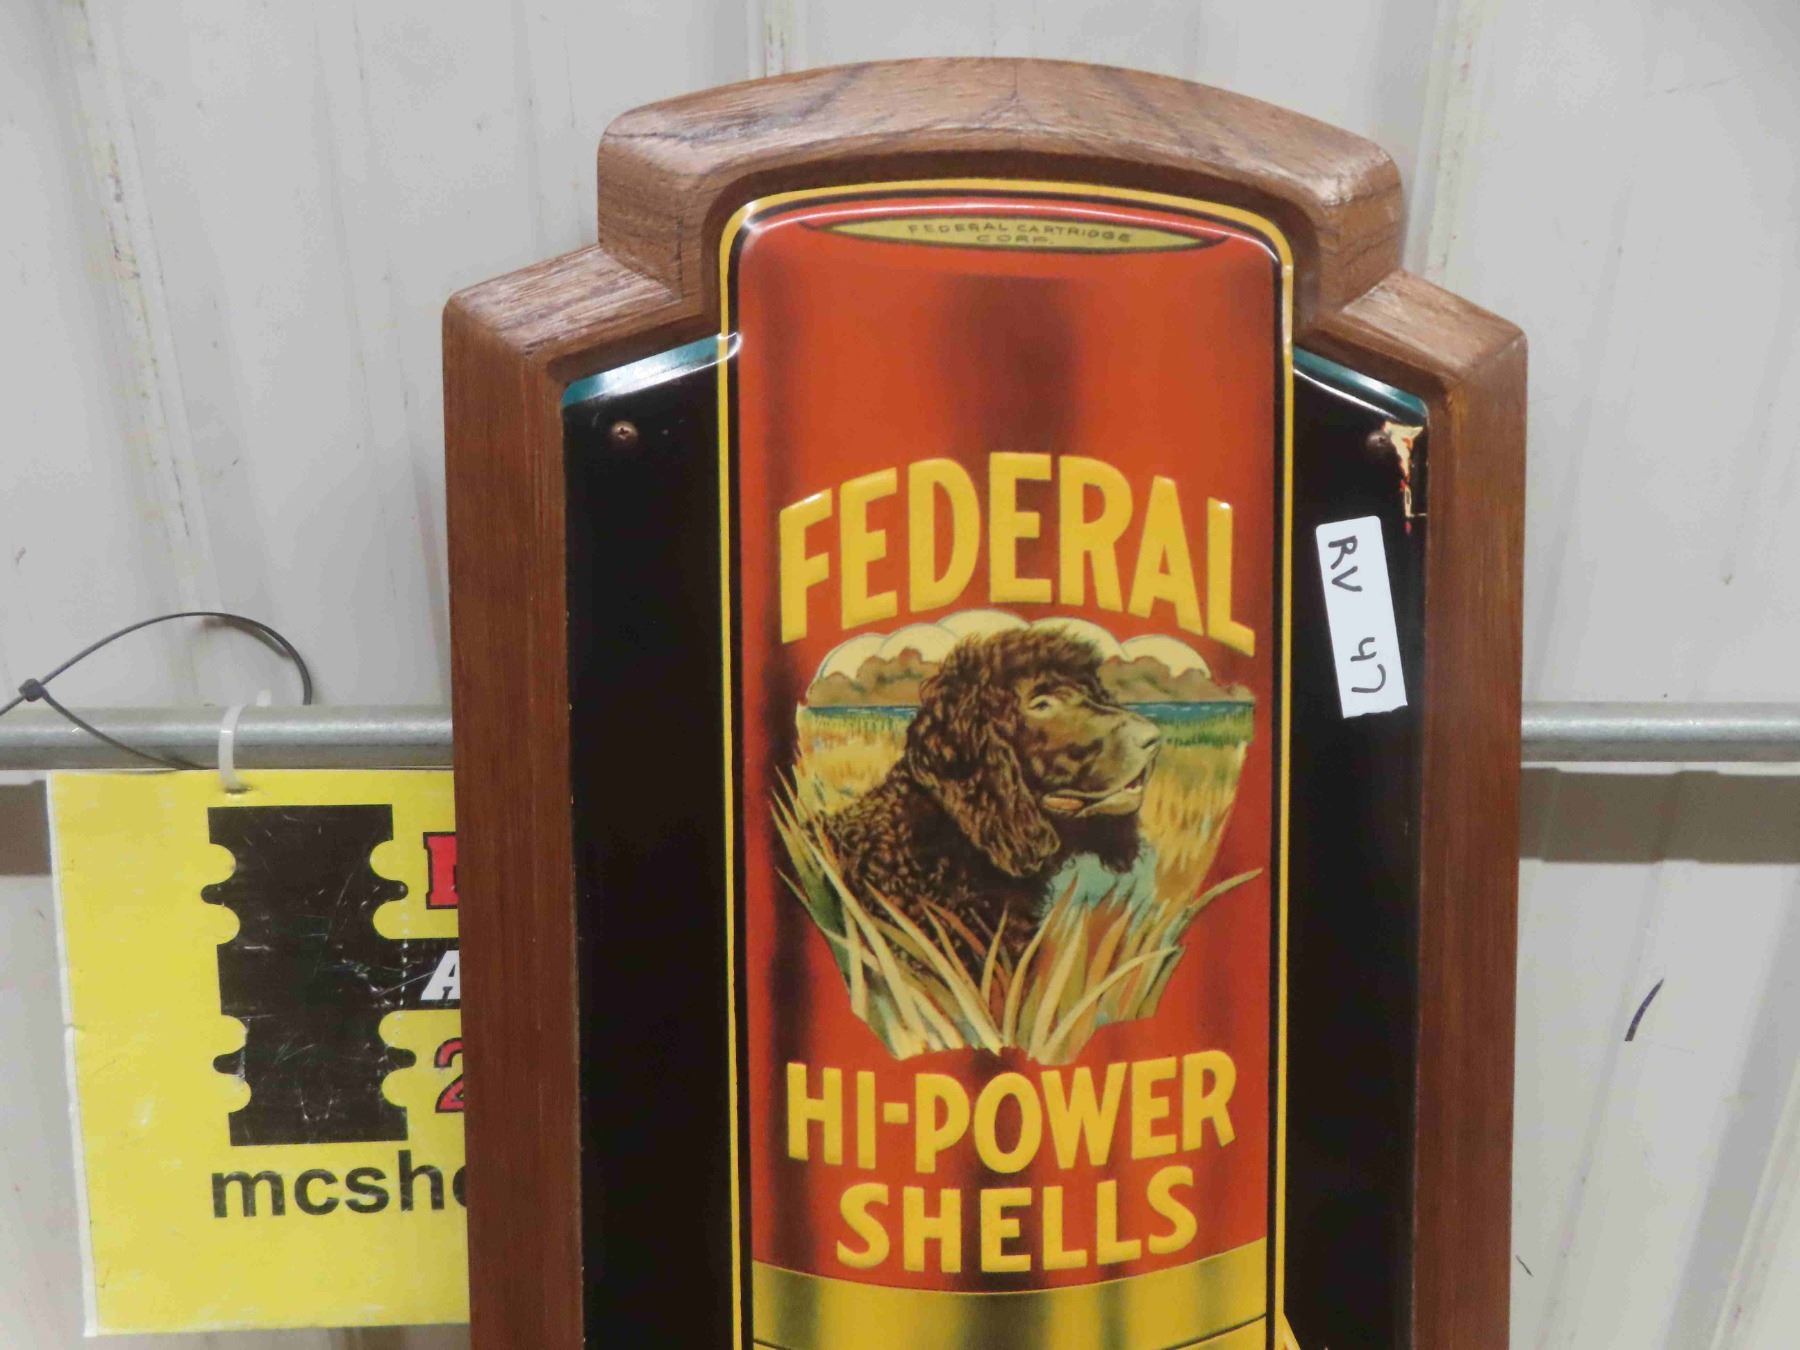 FEDERAL CARTRIDGE
CORP.
FEDERAL
HI-POWER
SHELLS
RV 47
A
2
mcsh